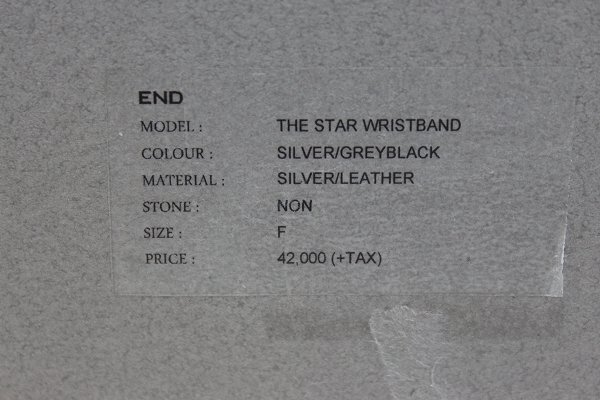 END
MODEL : THE STAR WRISTBAND
COLOUR : SILVER/GREYBLACK
MATERIAL : SILVER/LEATHER
STONE : NON
SIZE : F
PRICE : 42,000 (+TAX)